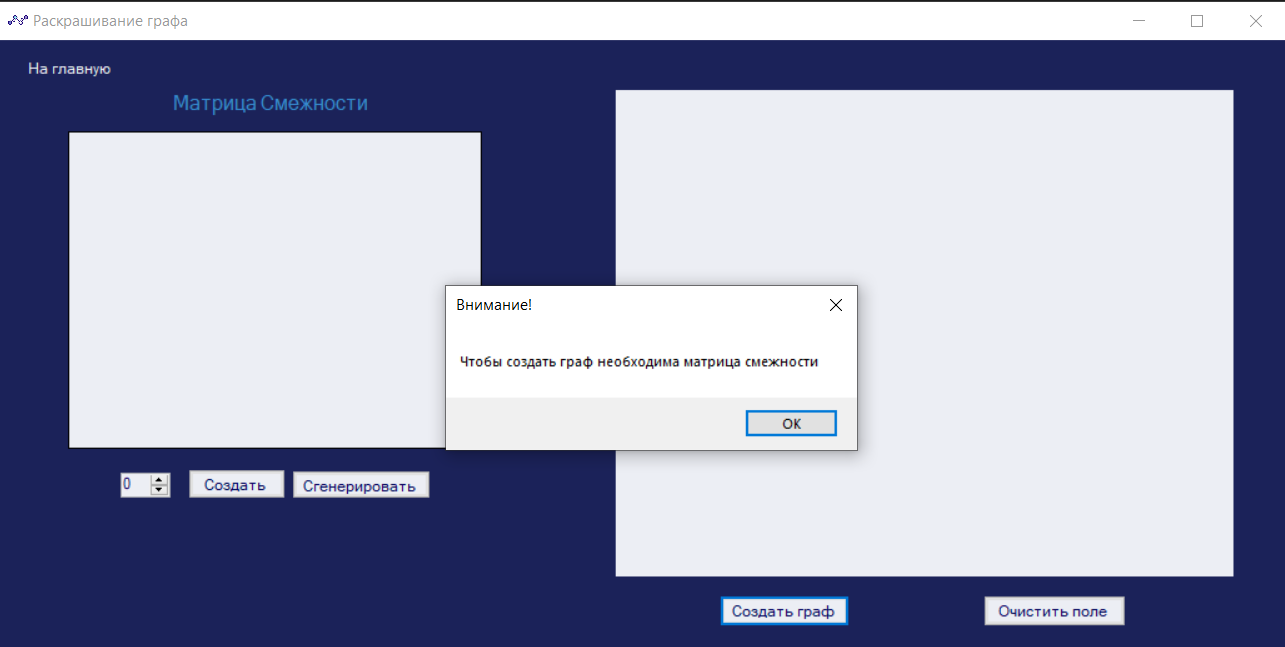 Раскрашивание графа
На главную
Матрица Смежности
Внимание!
Чтобы создать граф необходима матрица смежности
OK
0
Создать
Сгенерировать
Создать граф
Очистить поле